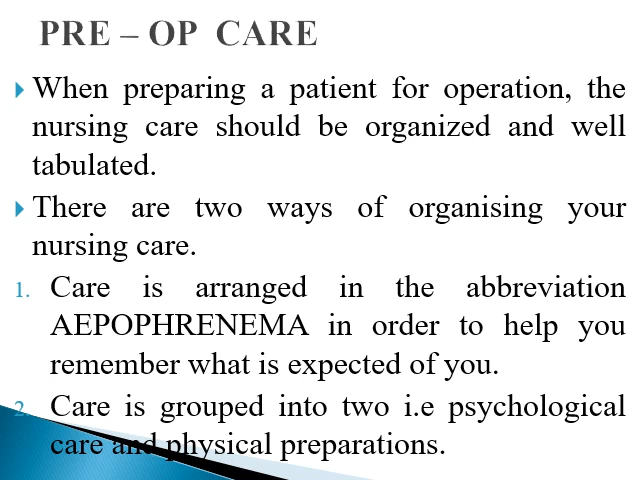 PRE – OP CARE
When preparing a patient for operation, the
nursing care should be organized and well
tabulated.
There are two ways of organising your
nursing care.
1. Care is arranged in the abbreviation
AEPOPHRENEMA in order to help you
remember what is expected of you.
2. Care is grouped into two i.e psychological
care and physical preparations.